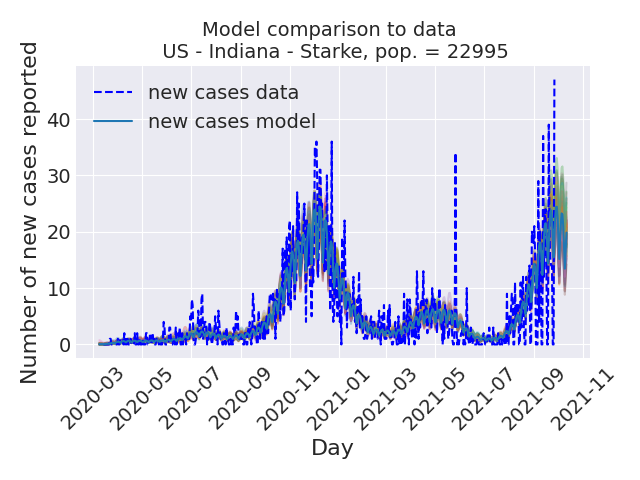 Model comparison to data
US - Indiana - Starke, pop. = 22995
Number of new cases reported
new cases data
new cases model
40
30
20
10
0
2020-03
2020-05
2020-07
2020-09
2020-11
2021-01
2021-03
2021-05
2021-07
2021-09
2021-11
Day